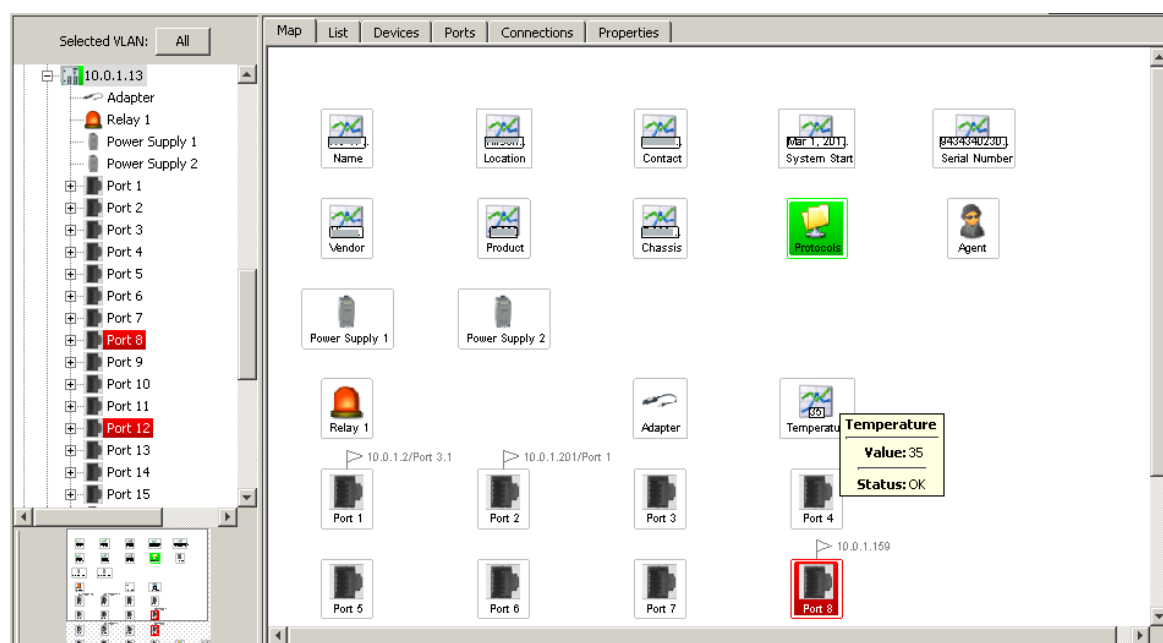 Selected VLAN: All
10.0.1.13
Adapter
Relay 1
Power Supply 1
Power Supply 2
Port 1
Port 2
Port 3
Port 4
Port 5
Port 6
Port 7
Port 8
Port 9
Port 10
Port 11
Port 12
Port 13
Port 14
Port 15
Map List Devices Ports Connections Properties
Mar 1, 201.
Name Location Contact System Start Serial Number
Vendor Product Chassis Protocols Agent
Power Supply 1 Power Supply 2
35
Relay 1 Adapter
Temperature
Value: 35
Status: OK
10.0.1.2/Port 3.1 10.0.1.201/Port 1
Port 1 Port 2 Port 3 Port 4
10.0.1.159
Port 5 Port 6 Port 7 Port 8